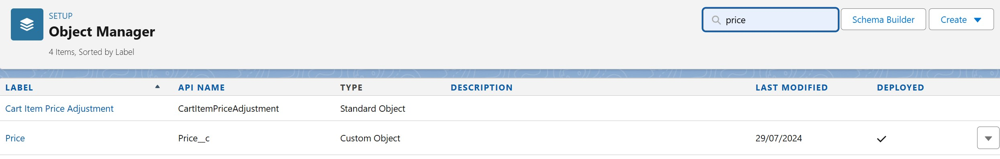 SETUP
Object Manager
4 Items, Sorted by Label
price
Schema Builder
Create
LABEL API NAME TYPE DESCRIPTION LAST MODIFIED DEPLOYED
Cart Item Price Adjustment CartItemPriceAdjustment Standard Object
Price Price__c Custom Object 29/07/2024